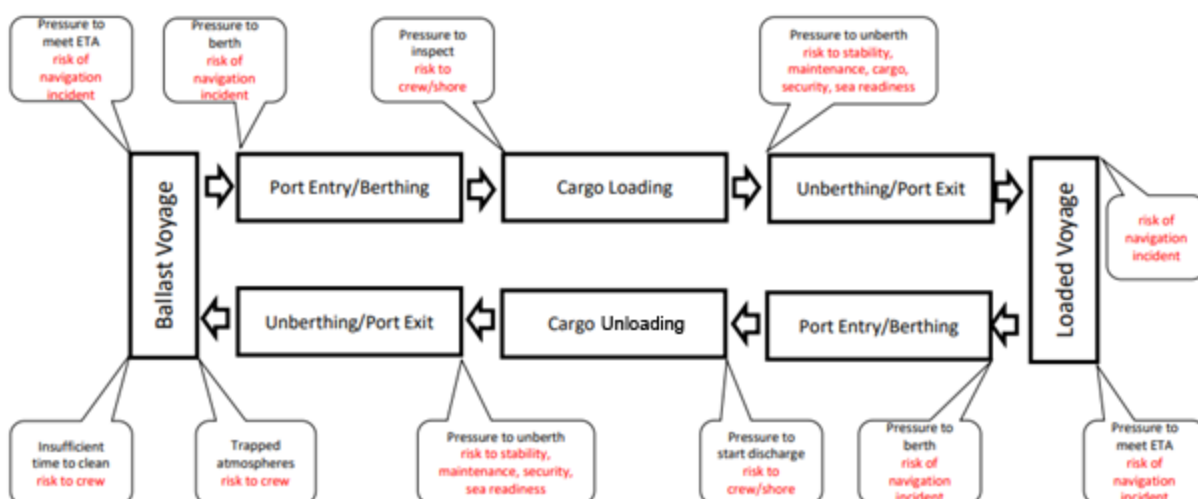 Pressure to
meet ETA
risk of
navigation
incident
Pressure to
berth
risk of
navigation
incident
Pressure to
inspect
risk to
crew/shore
Pressure to unberth
risk to stability,
maintenance, cargo,
security, sea readiness
Ballast Voyage
Port Entry/Berthing
Cargo Loading
Unberthing/Port Exit
Loaded Voyage
risk of
navigation
incident
Unberthing/Port Exit
Cargo Unloading
Port Entry/Berthing
Insufficient
time to clean
risk to crew
Trapped
atmospheres
risk to crew
Pressure to unberth
risk to stability,
maintenance, security,
sea readiness
Pressure to
start discharge
risk to
crew/shore
Pressure to
berth
risk of
navigation
incident
Pressure to
meet ETA
risk of
navigation
incident